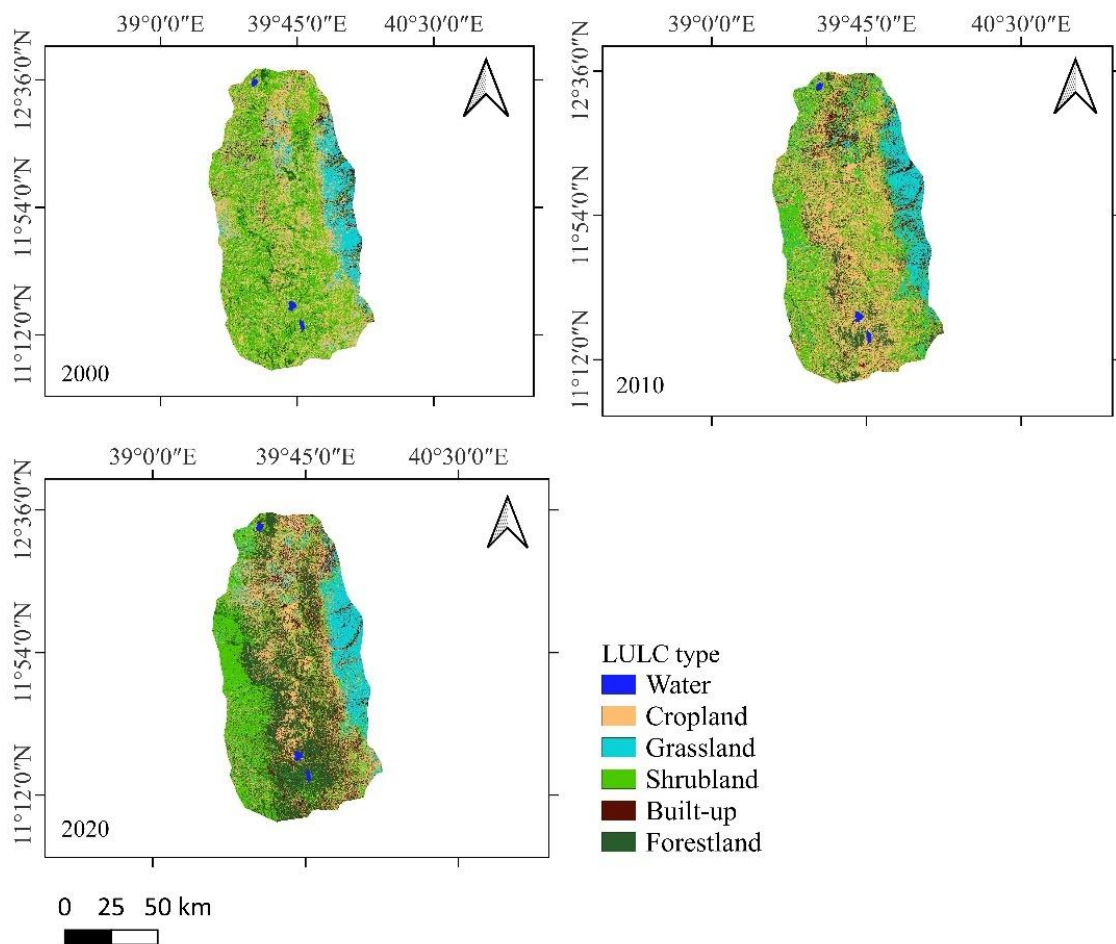 39°0′0″E 39°45′0″E 40°30′0″E
12°36′0″N
11°54′0″N
11°12′0″N
2000
39°0′0″E 39°45′0″E 40°30′0″E
12°36′0″N
11°54′0″N
11°12′0″N
2010
39°0′0″E 39°45′0″E 40°30′0″E
12°36′0″N
11°54′0″N
11°12′0″N
2020
LULC type
Water
Cropland
Grassland
Shrubland
Built-up
Forestland
0 25 50 km